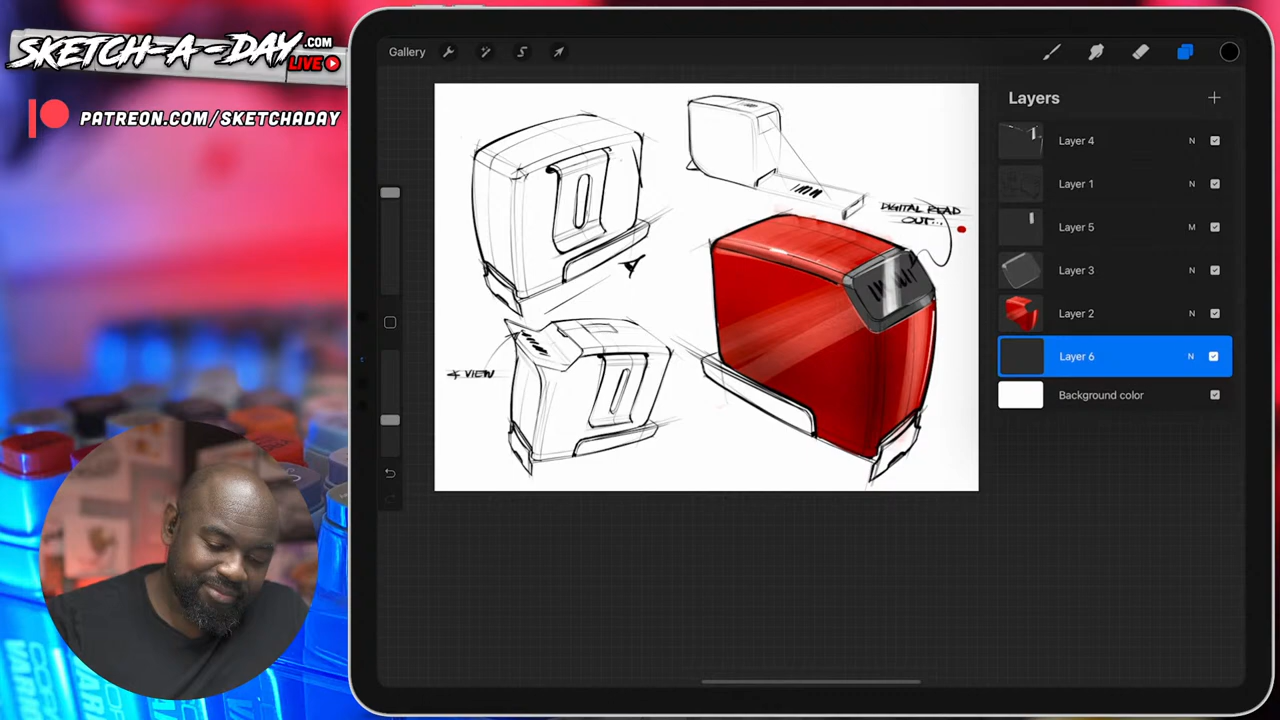 SKETCH-A-DAY.COM
LIVE
PATREON.COM/SKETCHADAY
Gallery
Layers
Layer 4
N
Layer 1
N
Layer 5
M
Layer 3
N
Layer 2
N
Layer 6
N
Background color
DIGITAL READ
OUT...
VIEW
COPIC